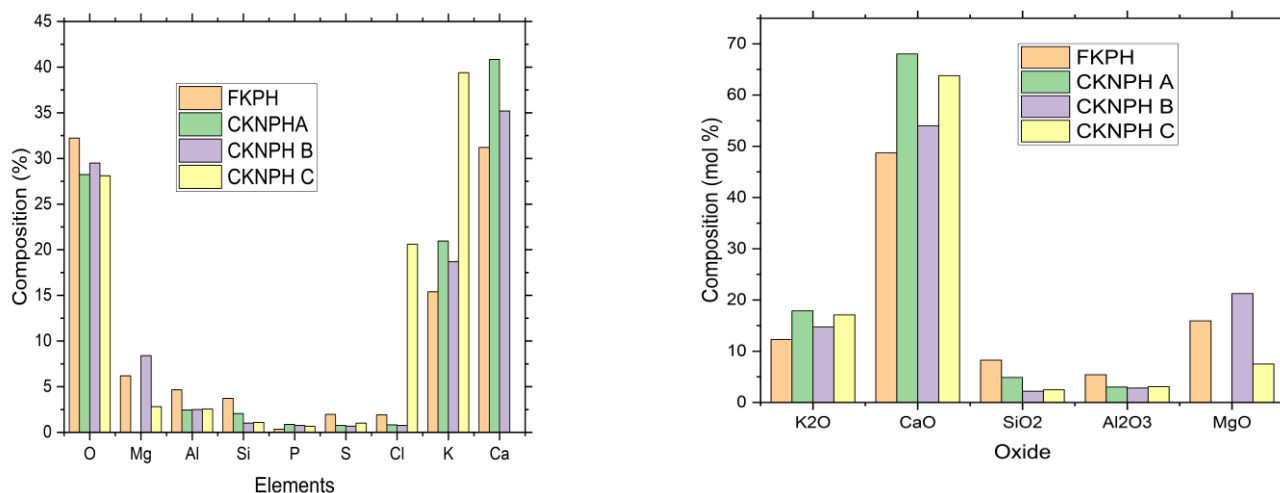 45
40
35
30
25
20
15
10
5
0
Composition (%)
FKPH
CKNPHA
CKNPH B
CKNPH C
O Mg Al Si P S Cl K Ca
Elements
70
60
50
40
30
20
10
0
Composition (mol %)
FKPH
CKNPH A
CKNPH B
CKNPH C
K2O CaO SiO2 Al2O3 MgO
Oxide